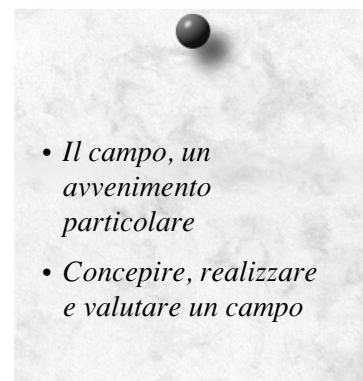 • Il campo, un
avvenimento
particolare
• Concepire, realizzare
e valutare un campo